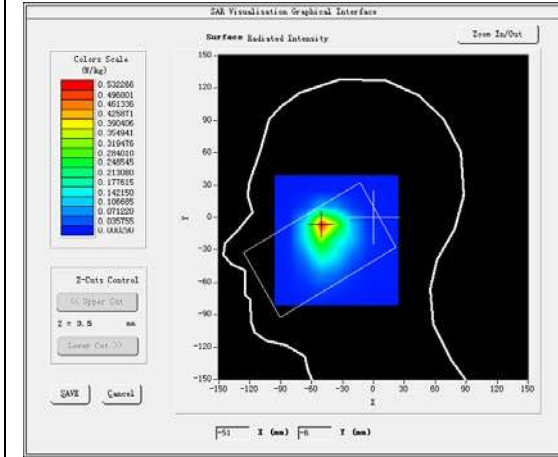 SAR Visualisation Graphical Interface
Surface Radiated Intensity
Zoom In/Out
Colors Scale
(W/kg)
0.532266
0.496801
0.461336
0.425871
0.390406
0.354941
0.319476
0.284010
0.248545
0.213080
0.177615
0.142150
0.106685
0.071220
0.035755
0.000290
Z-Cuts Control
<< Upper Cut
Z = 3.5 mm
Lower Cut >>
SAVE
Cancel
150
120
90
60
30
0
-30
-60
-90
-120
-150
Y
-150 -120 -90 -60 -30 0 30 60 90 120 150
X
-51 X (mm) -6 Y (mm)